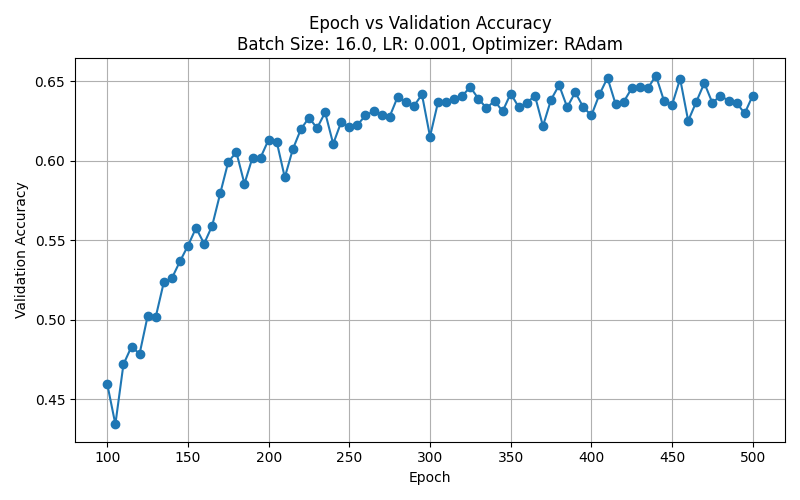 Epoch vs Validation Accuracy
Batch Size: 16.0, LR: 0.001, Optimizer: RAdam
Validation Accuracy
0.65
0.60
0.55
0.50
0.45
100 150 200 250 300 350 400 450 500
Epoch